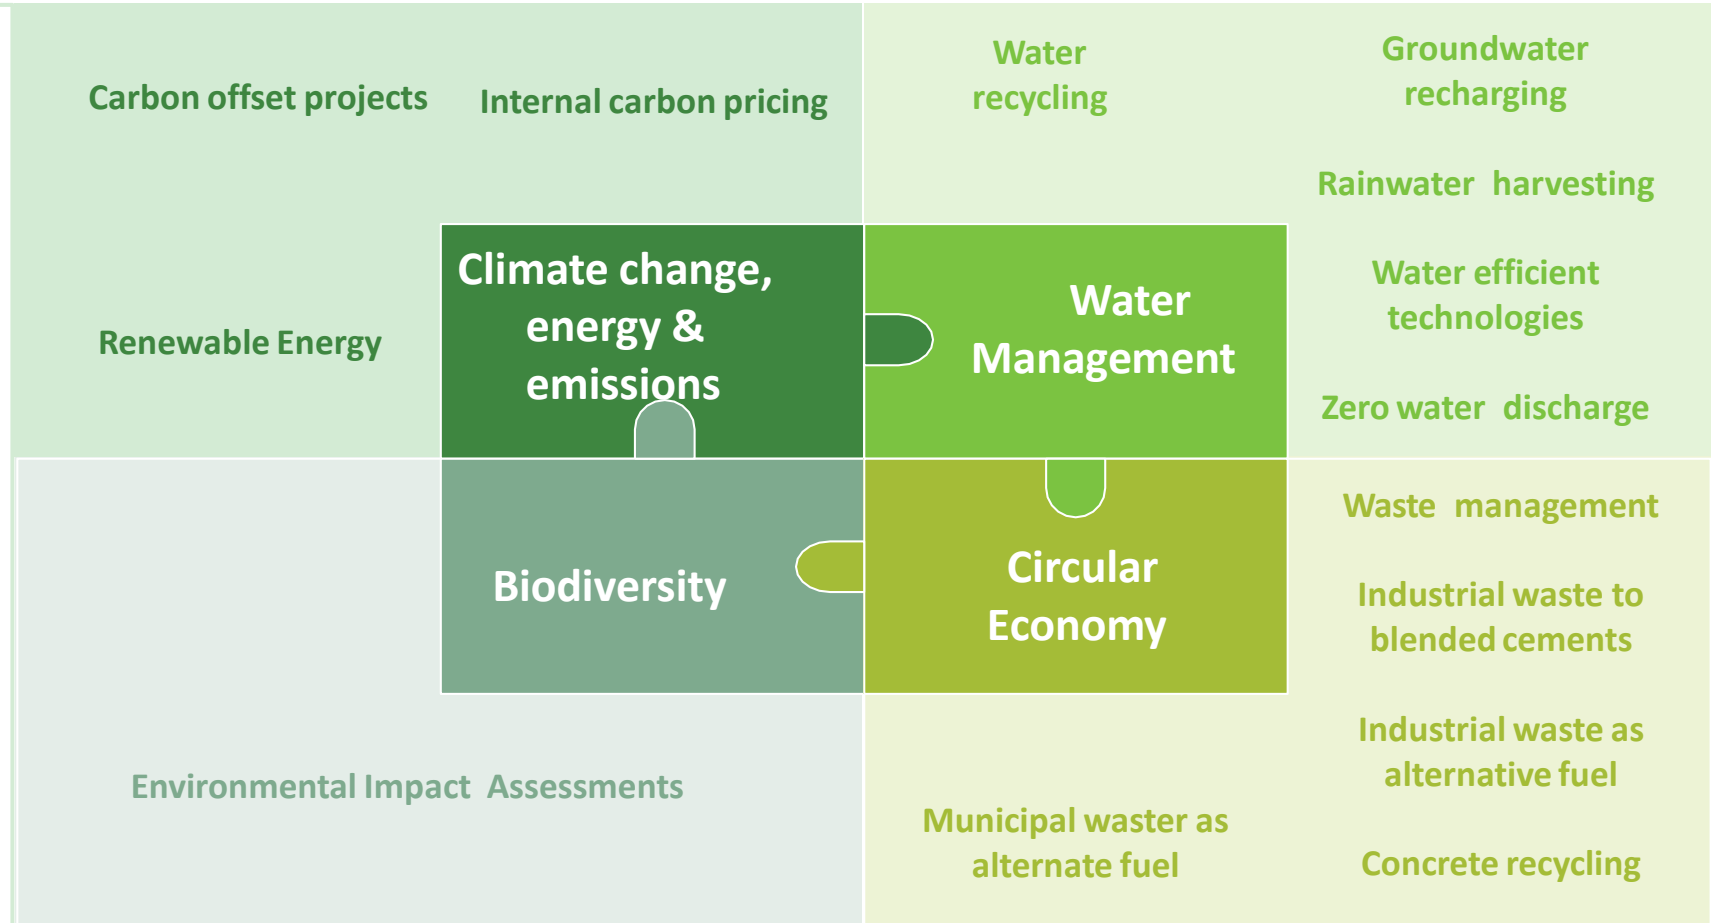 Carbon offset projects
Internal carbon pricing
Renewable Energy
Climate change,
energy &
emissions
Water
recycling
Groundwater
recharging
Rainwater harvesting
Water efficient
technologies
Zero water discharge
Water
Management
Biodiversity
Environmental Impact Assessments
Circular
Economy
Waste management
Industrial waste to
blended cements
Industrial waste as
alternative fuel
Municipal waster as
alternate fuel
Concrete recycling